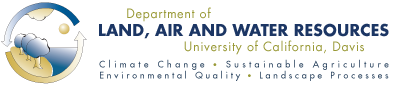 Department of
LAND, AIR AND WATER RESOURCES
University of California, Davis
Climate Change • Sustainable Agriculture
Environmental Quality • Landscape Processes